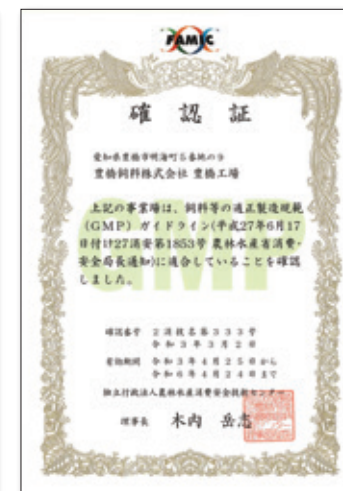 FAMIC
確認証
愛知県豊橋市明海町5番地の9
豊橋飼料株式会社 豊橋工場
上記の事業場は、飼料等の適正製造規範
(GMP)ガイドライン(平成27年6月17
日付け27消安第1853号 農林水産省消費・
安全局長通知)に適合していることを確認
しました。
GMP
確認番号 2消技名第333号
令和3年3月2日
有効期間 令和3年4月25日から
令和6年4月24日まで
独立行政法人農林水産消費安全技術センター
理事長 木内 岳志